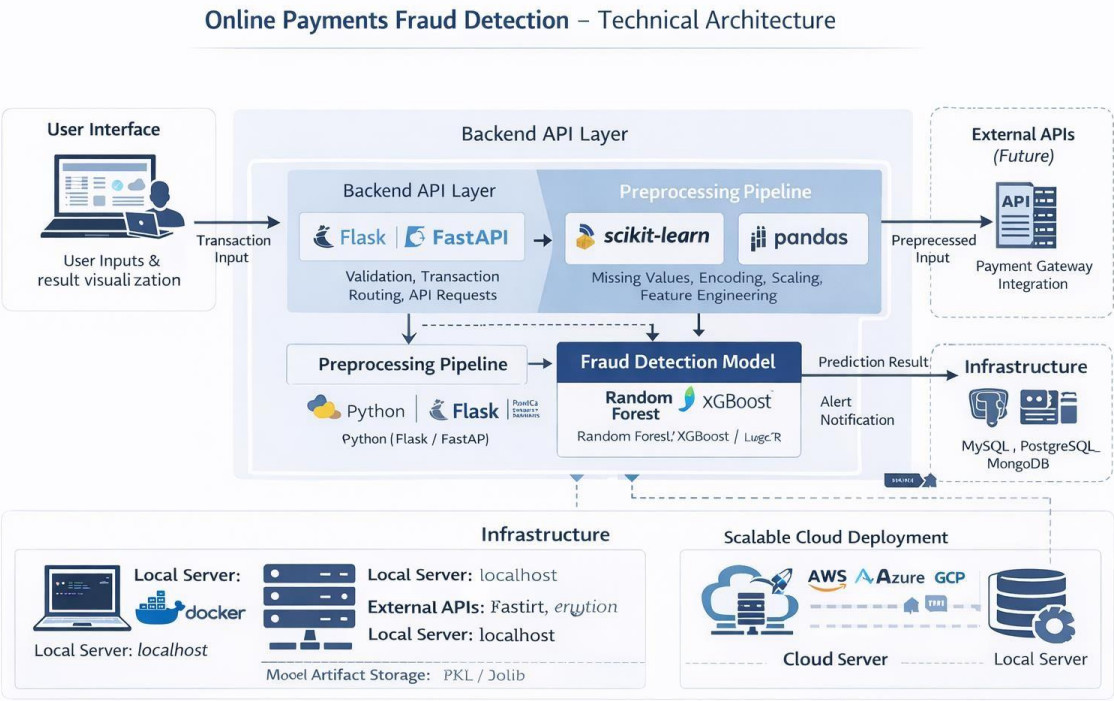 Online Payments Fraud Detection – Technical Architecture
User Interface
User Inputs &
result visuali zation
Transaction
Input
Backend API Layer
Backend API Layer
Flask | FastAPI
Validation, Transaction
Routing, API Requests
Preprocessing Pipeline
scikit-learn
pandas
Missing Values, Encoding, Scaling,
Feature Engineering
Preprecessed
Input
External APIs
(Future)
API
Payment Gateway
Integration
Preprocessing Pipeline
Python | Flask
Python (Flask / FastAP)
Fraud Detection Model
Random
Forest
XGBoost
Random Forest/ XGBoost /
Prediction Result
Alert
Notification
Infrastructure
MySQL , PostgreSQL
MongoDB
Infrastructure
Local Server:
docker
Local Server: localhost
Local Server: localhost
External APIs: Fastirt,
Local Server: localhost
Mocel Artifact Storage: PKL / Jolib
Scalable Cloud Deployment
AWS Azure GCP
Cloud Server
Local Server